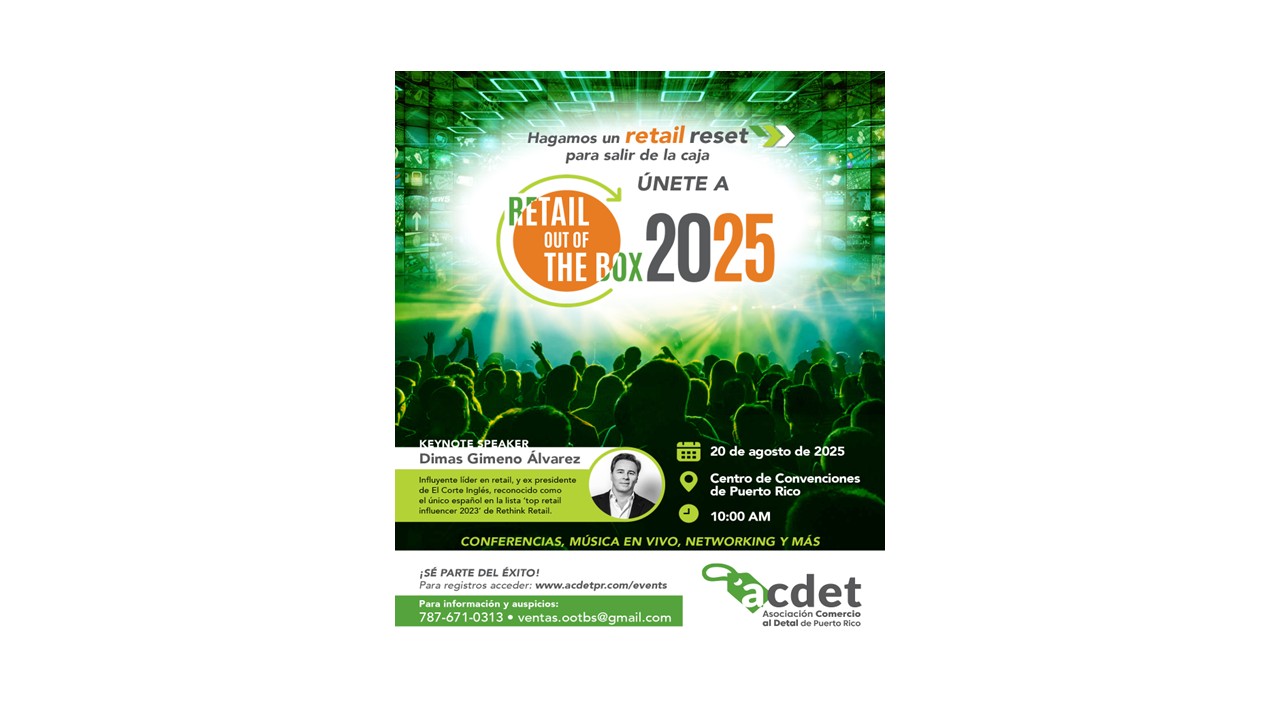 Hagamos un retail reset
para salir de la caja
ÚNETE A
RETAIL
OUT OF
THE BOX 2025
KEYNOTE SPEAKER
Dimas Gimeno Álvarez
Influyente líder en retail, y ex presidente
de El Corte Inglés, reconocido como
el único español en la lista 'top retail
influencer 2023' de Rethink Retail.
20 de agosto de 2025
Centro de Convenciones
de Puerto Rico
10:00 AM
CONFERENCIAS, MÚSICA EN VIVO, NETWORKING Y MÁS
¡SÉ PARTE DEL ÉXITO!
Para registros acceder: www.acdetpr.com/events
Para información y auspicios:
787-671-0313 • ventas.ootbs@gmail.com
acdet
Asociación Comercio
al Detal de Puerto Rico